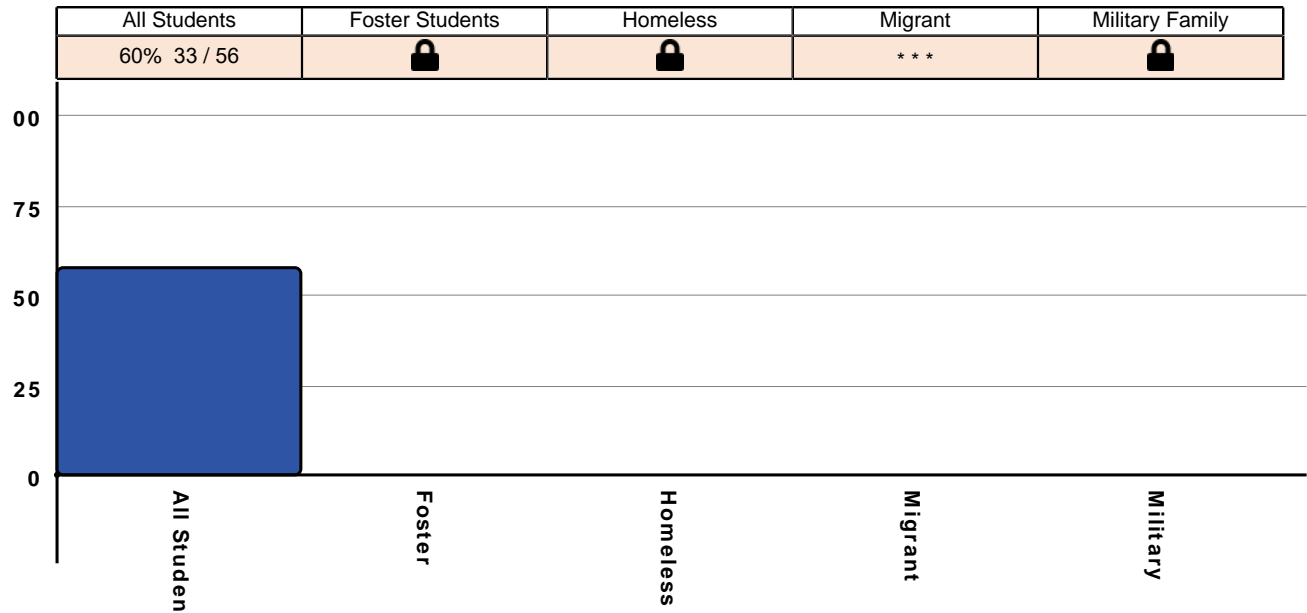 All Students Foster Students Homeless Migrant Military Family
60% 33 / 56 * * *
00
75
50
25
0
All Studen
Foster
Homeless
Migrant
Military